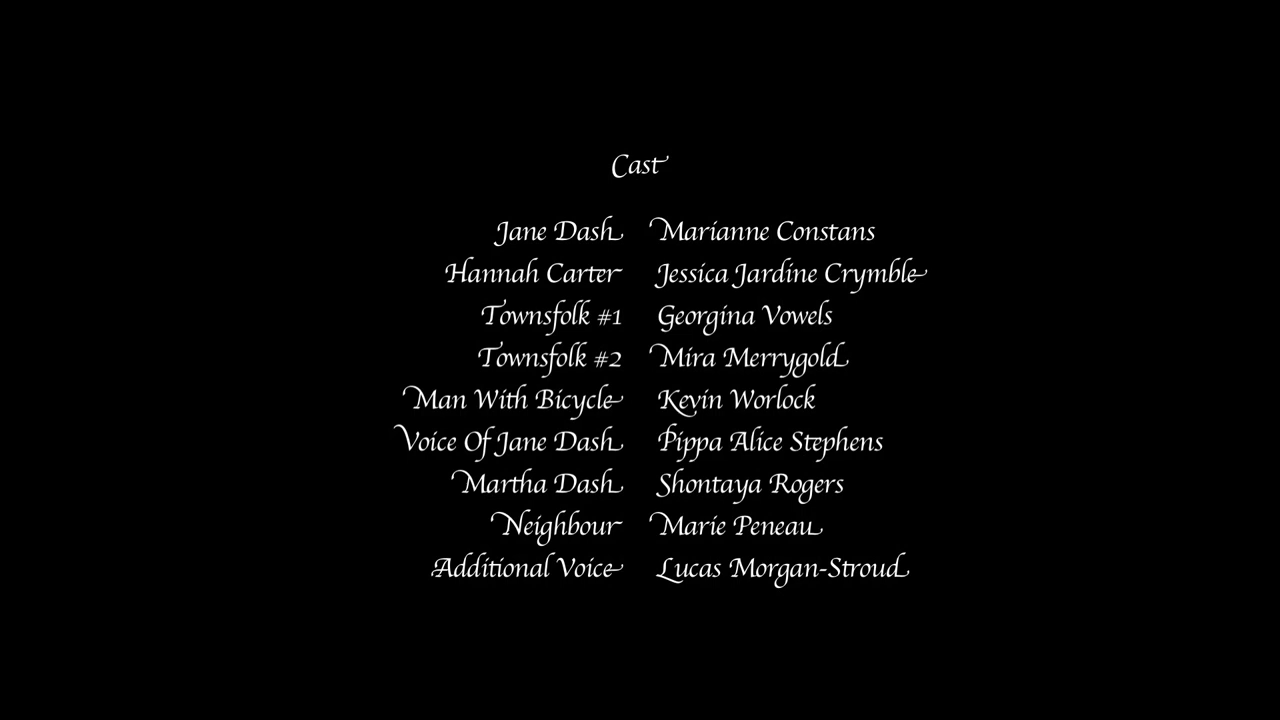 Cast
Jane Dash Marianne Constans
Hannah Carter Jessica Jardine Crymble
Townsfolk #1 Georgina Vowels
Townsfolk #2 Mira Merrygold
Man With Bicycle Kevin Worlock
Voice Of Jane Dash Pippa Alice Stephens
Martha Dash Shontaya Rogers
Neighbour Marie Peneau
Additional Voice Lucas Morgan-Stroud